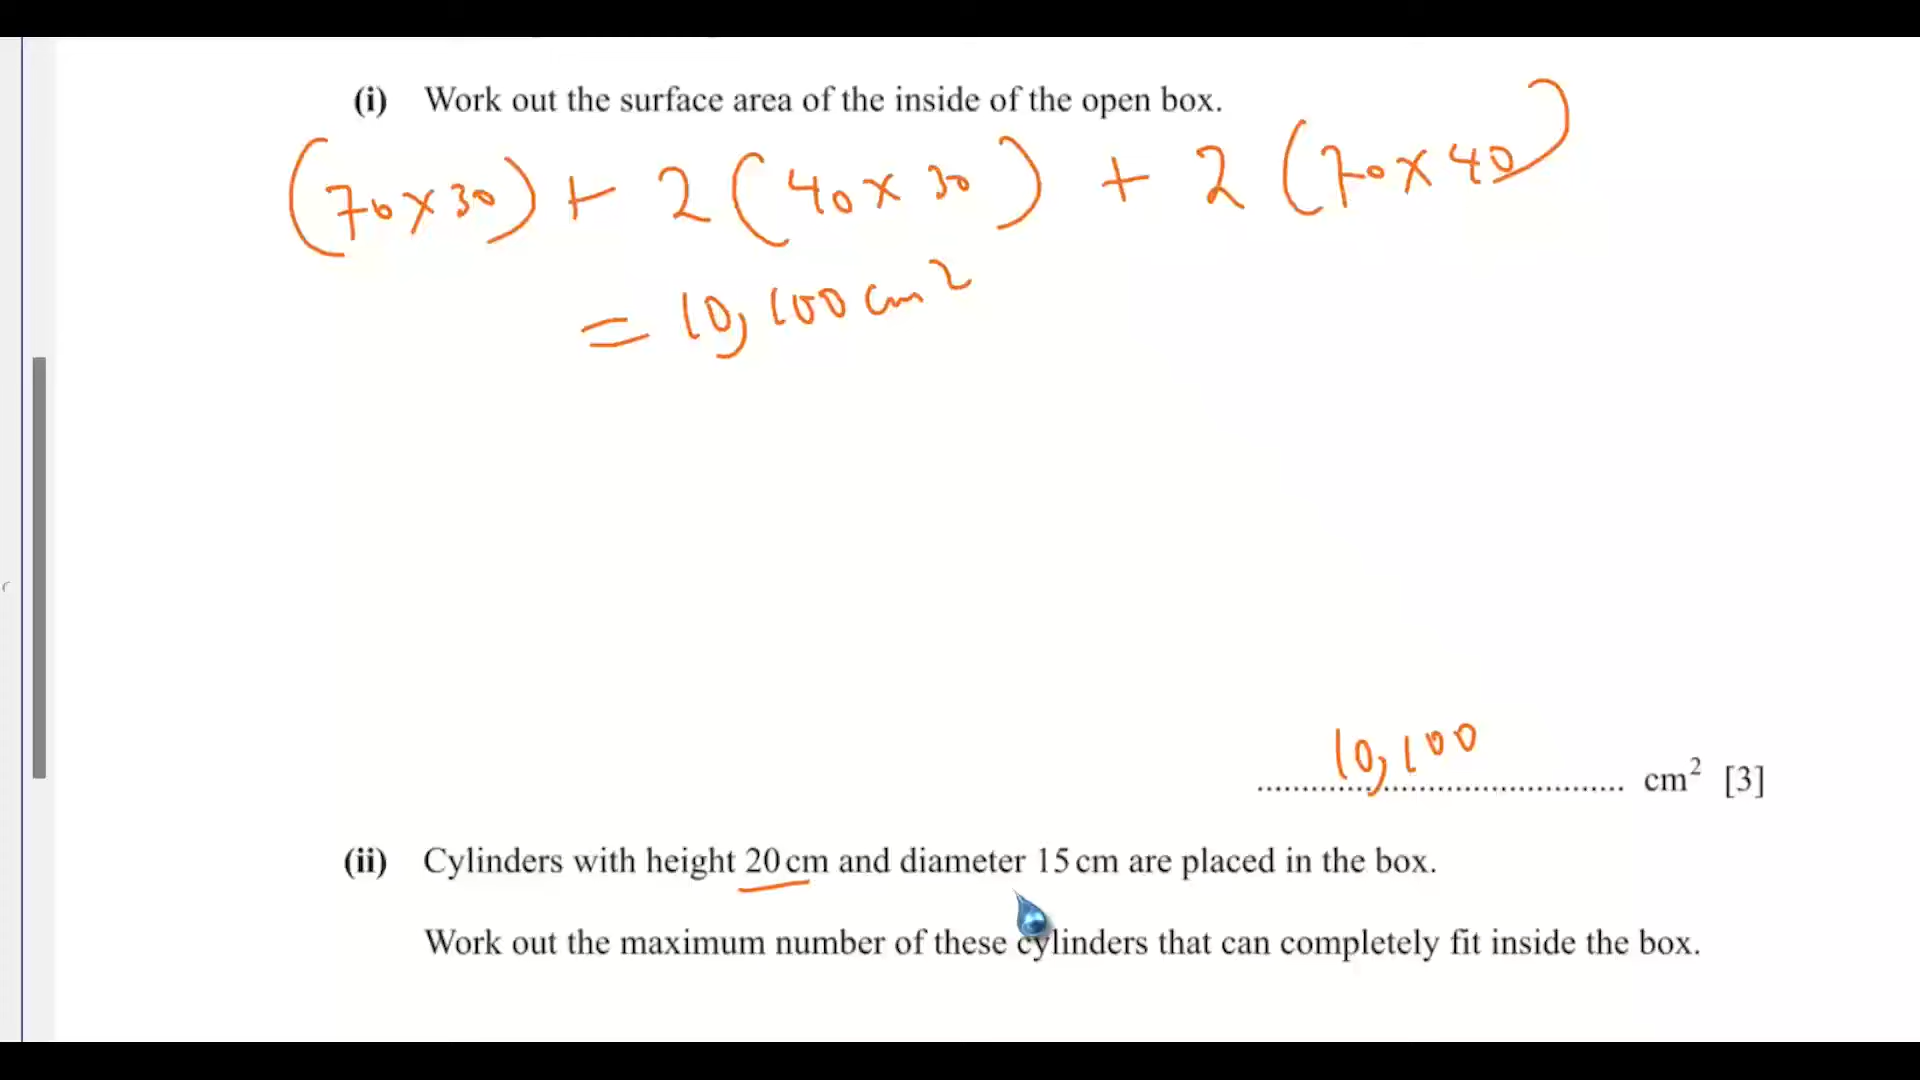 (i) Work out the surface area of the inside of the open box.
(70 x 30) + 2 (40 x 30) + 2 (70 x 40)
= 10,100 cm²
10,100
.......................................... cm² [3]
(ii) Cylinders with height 20 cm and diameter 15 cm are placed in the box.
Work out the maximum number of these cylinders that can completely fit inside the box.